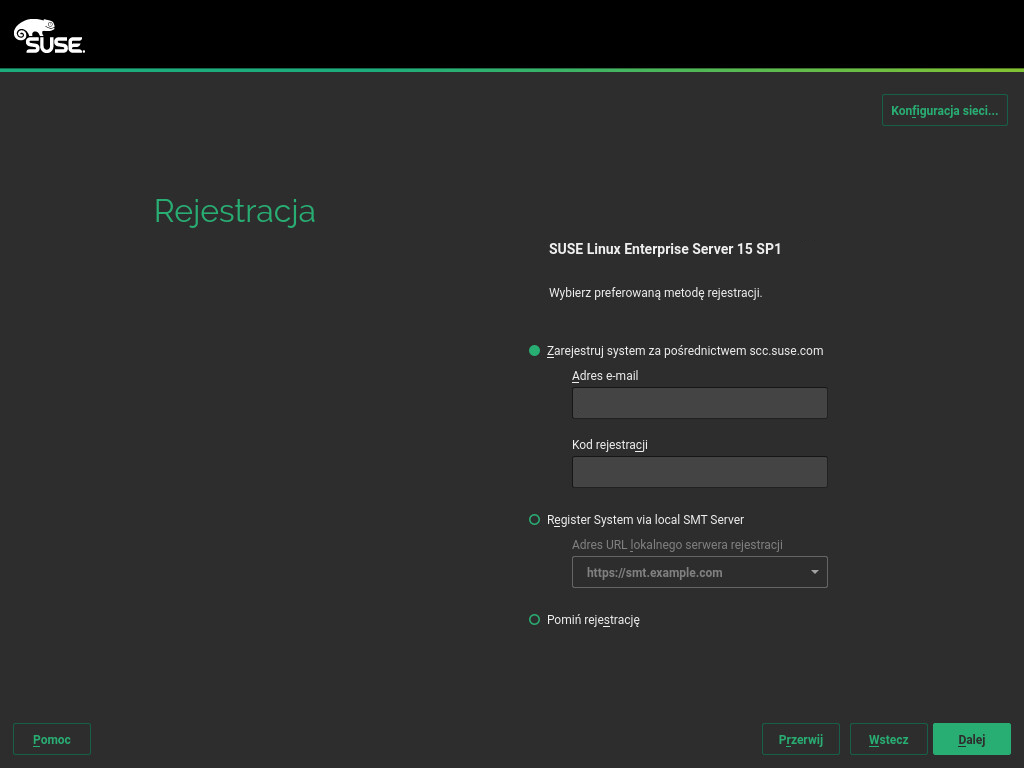 SUSE.
Konfiguracja sieci...
Rejestracja
SUSE Linux Enterprise Server 15 SP1
Wybierz preferowaną metodę rejestracji.
Zarejestruj system za pośrednictwem scc.suse.com
Adres e-mail
Kod rejestracji
Register System via local SMT Server
Adres URL lokalnego serwera rejestracji
https://smt.example.com
Pomiń rejestrację
Pomoc
Przerwij
Wstecz
Dalej